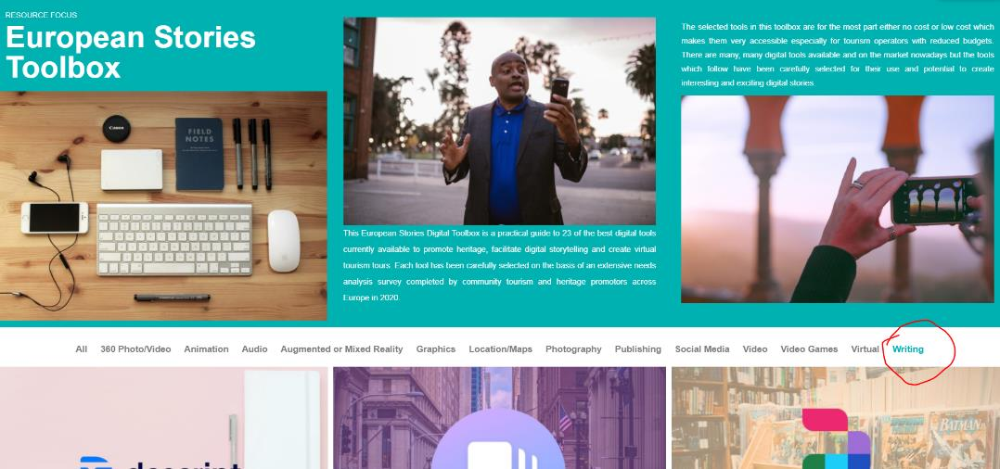 RESOURCE FOCUS
European Stories
Toolbox
Canon
FIELD
NOTES
This European Stories Digital Toolbox is a practical guide to 23 of the best digital tools
currently available to promote heritage, facilitate digital storytelling and create virtual
tourism tours. Each tool has been carefully selected on the basis of an extensive needs
analysis survey completed by community tourism and heritage promotors across
Europe in 2020.
The selected tools in this toolbox are for the most part either no cost or low cost which
makes them very accessible especially for tourism operators with reduced budgets.
There are many, many digital tools available and on the market nowadays but the tools
which follow have been carefully selected for their use and potential to create
interesting and exciting digital stories.
All 360 Photo/Video Animation Audio Augmented or Mixed Reality Graphics Location/Maps Photography Publishing Social Media Video Video Games Virtual Writing
descript
BATMAN